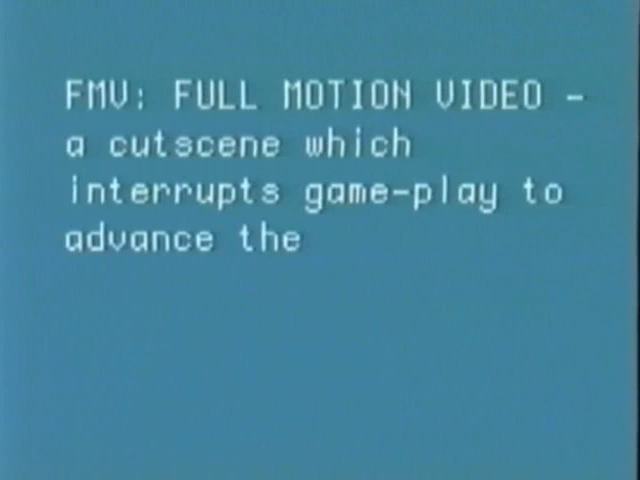 FMV: FULL MOTION VIDEO -
a cutscene which
interrupts game-play to
advance the